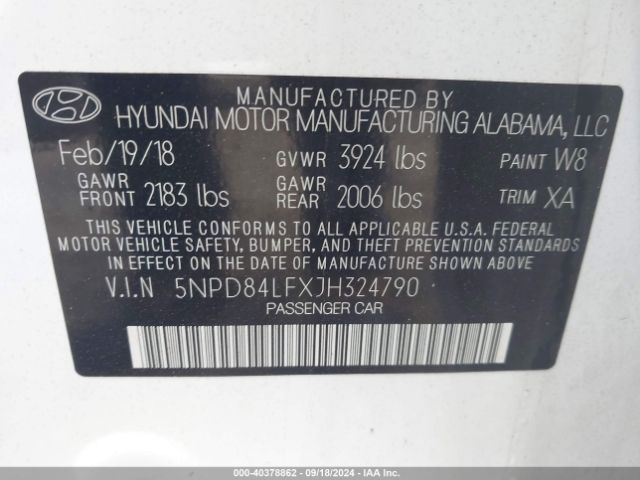 MANUFACTURED BY
HYUNDAI MOTOR MANUFACTURING ALABAMA, LLC
Feb/19/18 GVWR 3924 lbs PAINT W8
GAWR FRONT 2183 lbs GAWR REAR 2006 lbs TRIM XA
THIS VEHICLE CONFORMS TO ALL APPLICABLE U.S.A. FEDERAL
MOTOR VEHICLE SAFETY, BUMPER, AND THEFT PREVENTION STANDARDS
IN EFFECT ON THE DATE OF MANUFACTURE SHOWN ABOVE
V.I.N 5NPD84LFXJH324790
PASSENGER CAR
000-40378862 - 09/18/2024 -